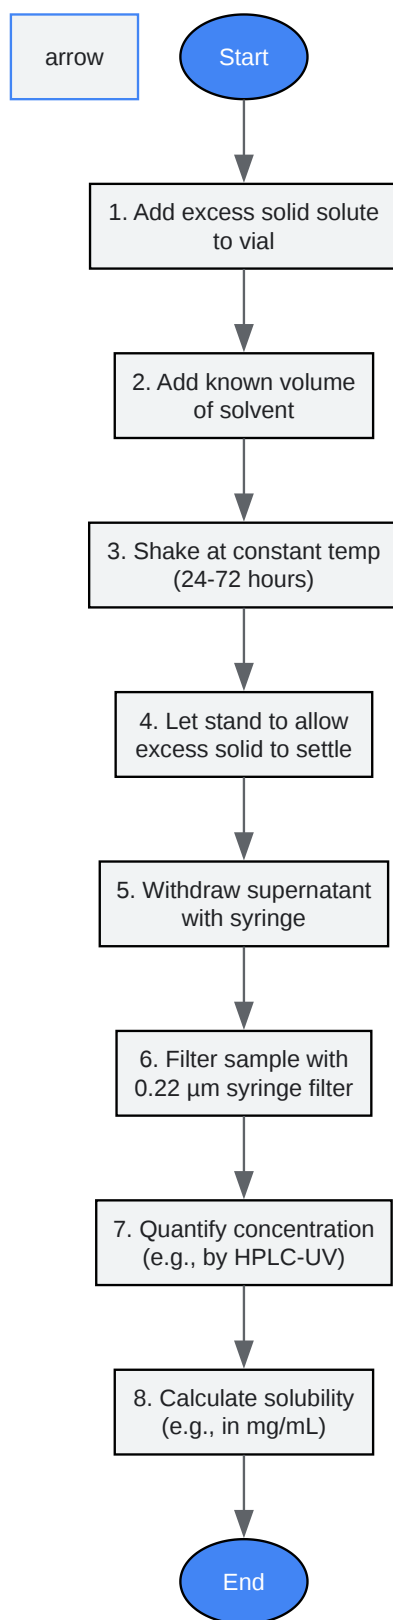 arrow
Start
1. Add excess solid solute
to vial
2. Add known volume
of solvent
3. Shake at constant temp
(24-72 hours)
4. Let stand to allow
excess solid to settle
5. Withdraw supernatant
with syringe
6. Filter sample with
0.22 µm syringe filter
7. Quantify concentration
(e.g., by HPLC-UV)
8. Calculate solubility
(e.g., in mg/mL)
End